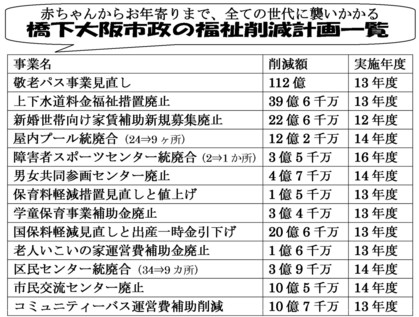 赤ちゃんからお年寄りまで、全ての世代に襲いかかる
橋下大阪市政の福祉削減計画一覧
事業名 削減額 実施年度
敬老パス事業見直し 112億 13年度
上下水道料金福祉措置廃止 39億6千万 13年度
新婚世帯向け家賃補助新規募集廃止 22億6千万 12年度
屋内プール統廃合(24⇒9ヶ所) 12億2千万 14年度
障害者スポーツセンター統廃合(2⇒1か所) 3億5千万 16年度
男女共同参画センター廃止 4億7千万 14年度
保育料軽減措置見直しと値上げ 1億5千万 13年度
学童保育事業補助金廃止 3億4千万 13年度
国保料軽減見直しと出産一時金引下げ 20億6千万 13年度
老人いこいの家運営費補助金廃止 1億6千万 13年度
区民センター統廃合(34⇒9カ所) 3億9千万 14年度
市民交流センター廃止 10億5千万 14年度
コミュニティーバス運営費補助削減 10億7千万 13年度